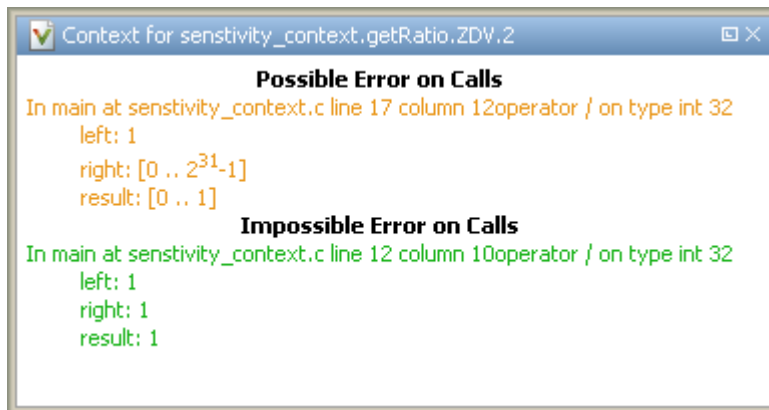 Context for senstivity_context.getRatio.ZDV.2
Possible Error on Calls
In main at senstivity_context.c line 17 column 12operator / on type int 32
left: 1
right: [0 .. 2³¹-1]
result: [0 .. 1]
Impossible Error on Calls
In main at senstivity_context.c line 12 column 10operator / on type int 32
left: 1
right: 1
result: 1